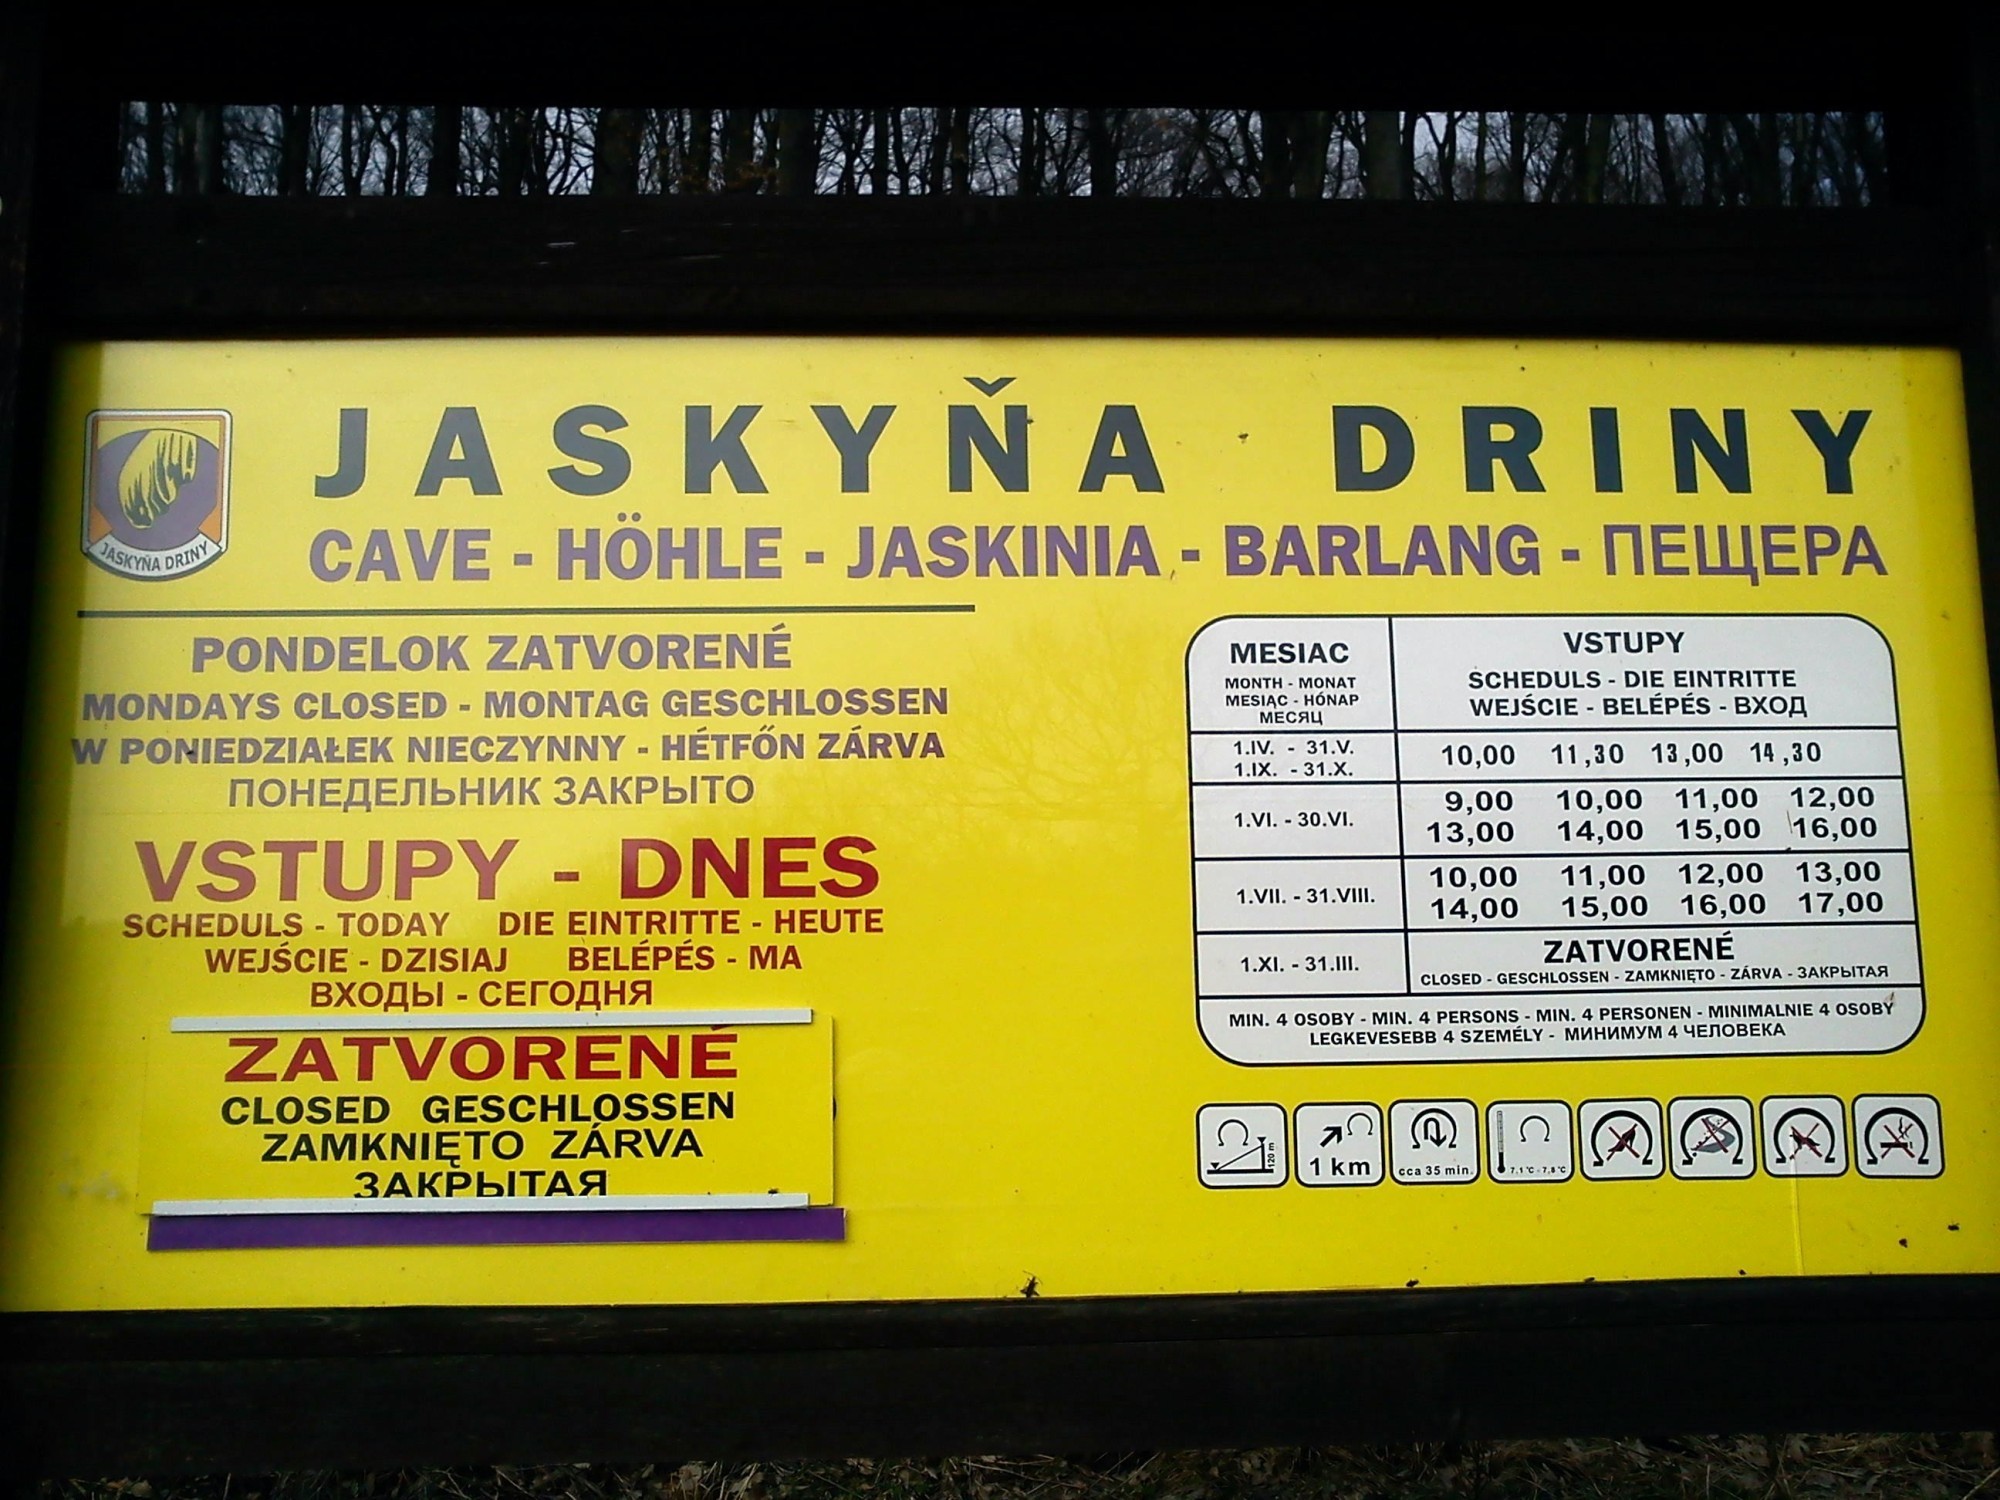 JASKYŇA DRINY
JASKYŇA DRINY
CAVE - HÖHLE - JASKINIA - BARLANG - ПЕЩЕРА
PONDELOK ZATVORENÉ
MONDAYS CLOSED - MONTAG GESCHLOSSEN
W PONIEDZIAŁEK NIECZYNNY - HÉTFŐN ZÁRVA
ПОНЕДЕЛЬНИК ЗАКРЫТО
VSTUPY - DNES
SCHEDULS - TODAY DIE EINTRITTE - HEUTE
WEJŚCIE - DZISIAJ BELÉPÉS - MA
ВХОДЫ - СЕГОДНЯ
ZATVORENÉ
CLOSED GESCHLOSSEN
ZAMKNIĘTO ZÁRVA
ЗАКРЫТАЯ
MESIAC
MONTH - MONAT
MESIĄC - HÓNAP
МЕСЯЦ
VSTUPY
SCHEDULS - DIE EINTRITTE
WEJŚCIE - BELÉPÉS - ВХОД
1.IV. - 31.V.
1.IX. - 31.X.
10,00 11,30 13,00 14,30
1.VI. - 30.VI.
9,00 10,00 11,00 12,00
13,00 14,00 15,00 16,00
1.VII. - 31.VIII.
10,00 11,00 12,00 13,00
14,00 15,00 16,00 17,00
1.XI. - 31.III.
ZATVORENÉ
CLOSED - GESCHLOSSEN - ZAMKNIĘTO - ZÁRVA - ЗАКРЫТАЯ
MIN. 4 OSOBY - MIN. 4 PERSONS - MIN. 4 PERSONEN - MINIMALNIE 4 OSOBY
LEGKEVESEBB 4 SZEMÉLY - МИНИМУМ 4 ЧЕЛОВЕКА
120 m
1 km
cca 35 min.
7,1°C - 7,8°C